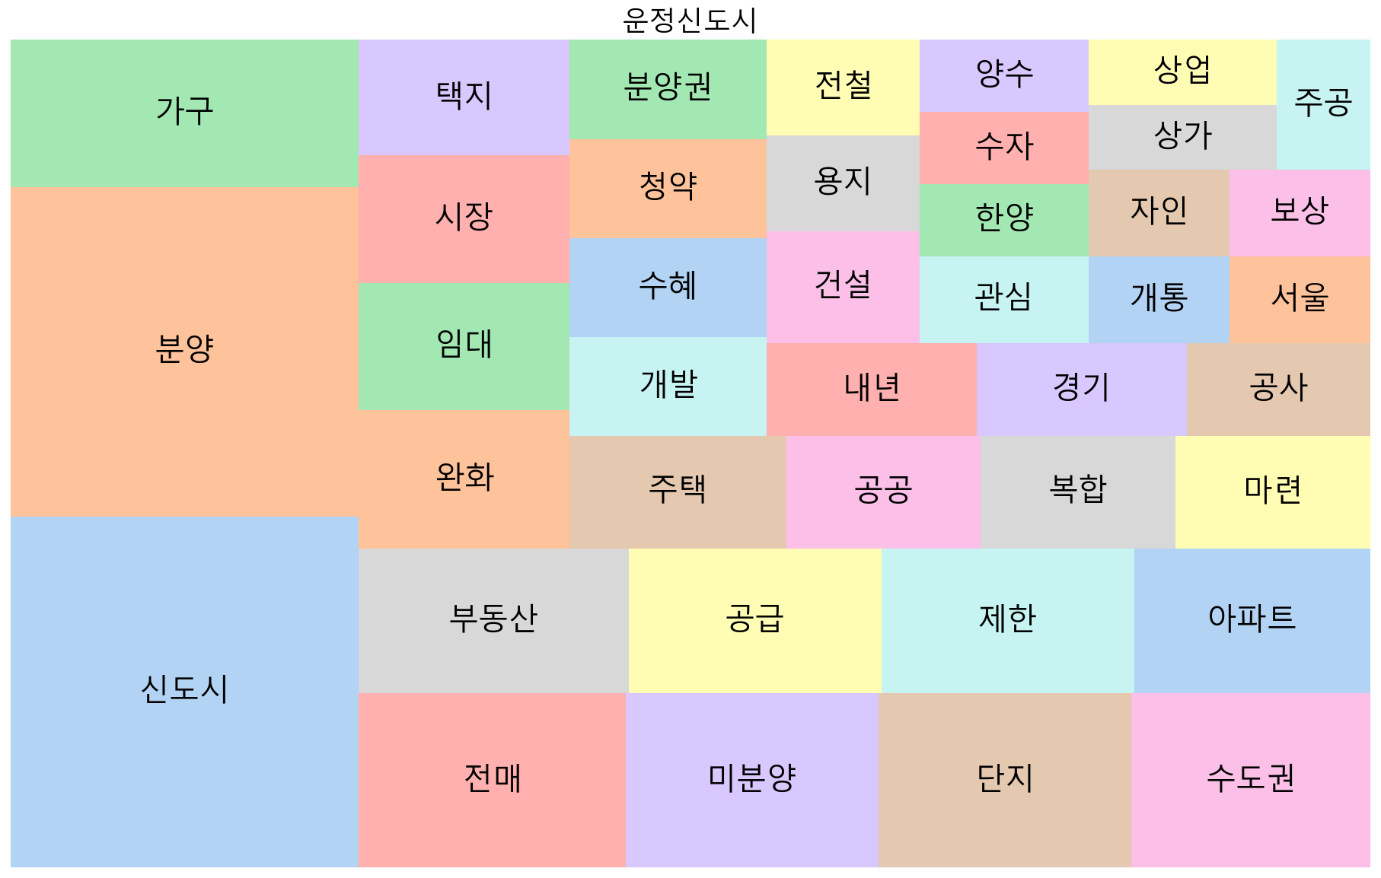 운정신도시
가구
택지
분양권
전철
양수
상업
주공
수자
상가
시장
청약
용지
한양
자인
보상
분양
임대
수혜
건설
관심
개통
서울
개발
내년
경기
공사
완화
주택
공공
복합
마련
신도시
부동산
공급
제한
아파트
전매
미분양
단지
수도권